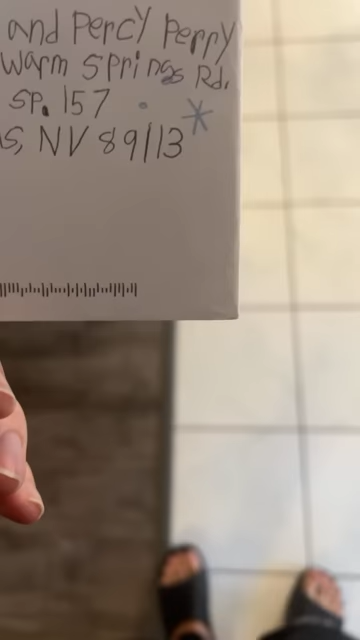 and Percy Perry
Warm Springs Rd.
SP. 157
S, NV 89113